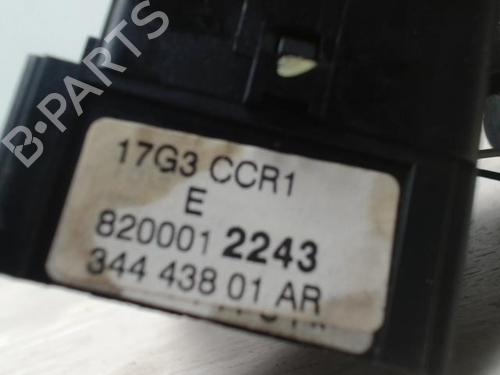 B-PARTS
17G3 CCR1
E
820001 2243
344 438 01 AR